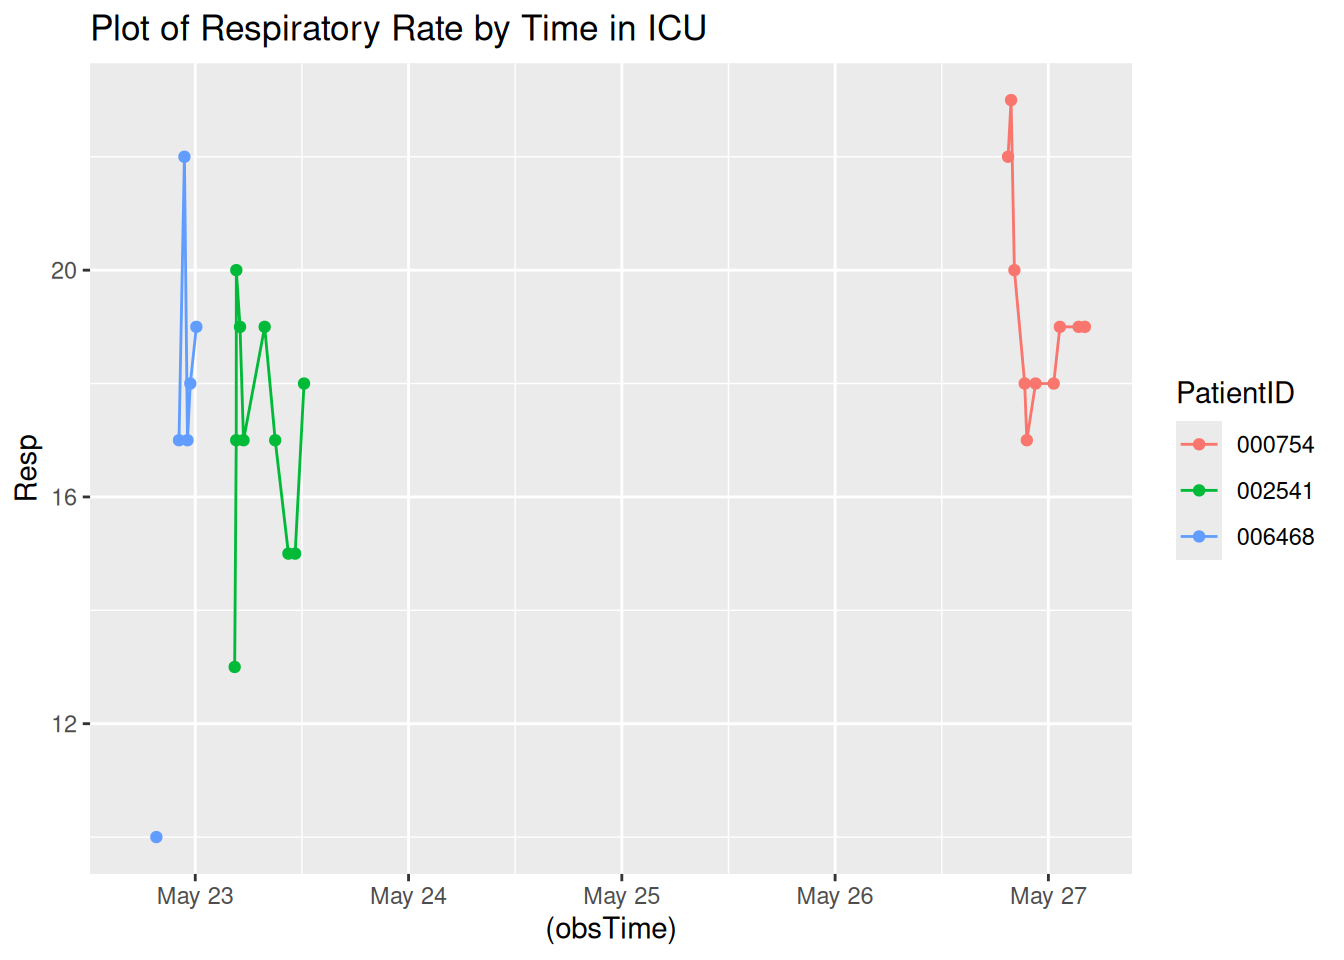 Plot of Respiratory Rate by Time in ICU
Resp
20
16
12
May 23
May 24
May 25
May 26
May 27
(obsTime)
PatientID
000754
002541
006468